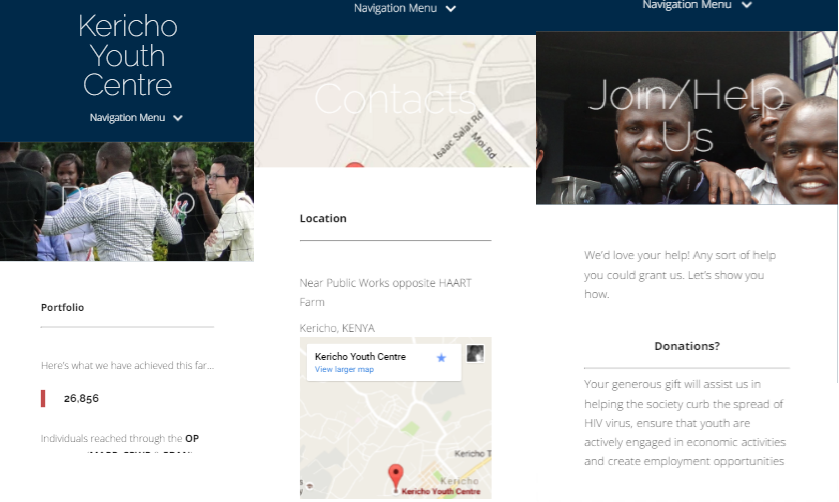 Kericho
Youth
Centre
Navigation Menu
Portfolio
Portfolio
Here's what we have achieved this far...
26,856
Individuals reached through the OP
Navigation Menu
Contacts
Isaac Salat Rd
Moi Rd
Location
Near Public Works opposite HAART
Farm
Kericho, KENYA
Kericho Youth Centre
View larger map
Kericho T
Kericho
Kericho Youth Centre
Navigation Menu
Join/Help
Us
We'd love your help! Any sort of help
you could grant us. Let's show you
how.
Donations?
Your generous gift will assist us in
helping the society curb the spread of
HIV virus, ensure that youth are
actively engaged in economic activities
and create employment opportunities